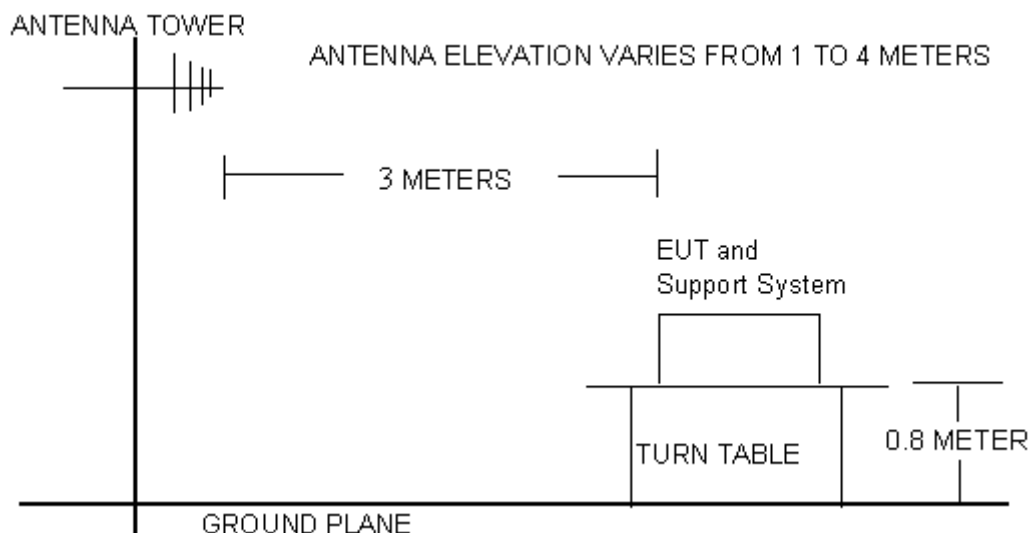 ANTENNA TOWER
ANTENNA ELEVATION VARIES FROM 1 TO 4 METERS
3 METERS
EUT and
Support System
TURN TABLE
0.8 METER
GROUND PLANE